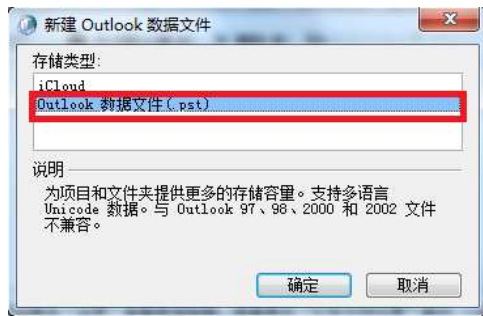 新建 Outlook 数据文件
存储类型:
iCloud
Outlook 数据文件(.pst)
说明
为项目和文件夹提供更多的存储容量。支持多语言
Unicode 数据。与 Outlook 97、98、2000 和 2002 文件
不兼容。
确定
取消